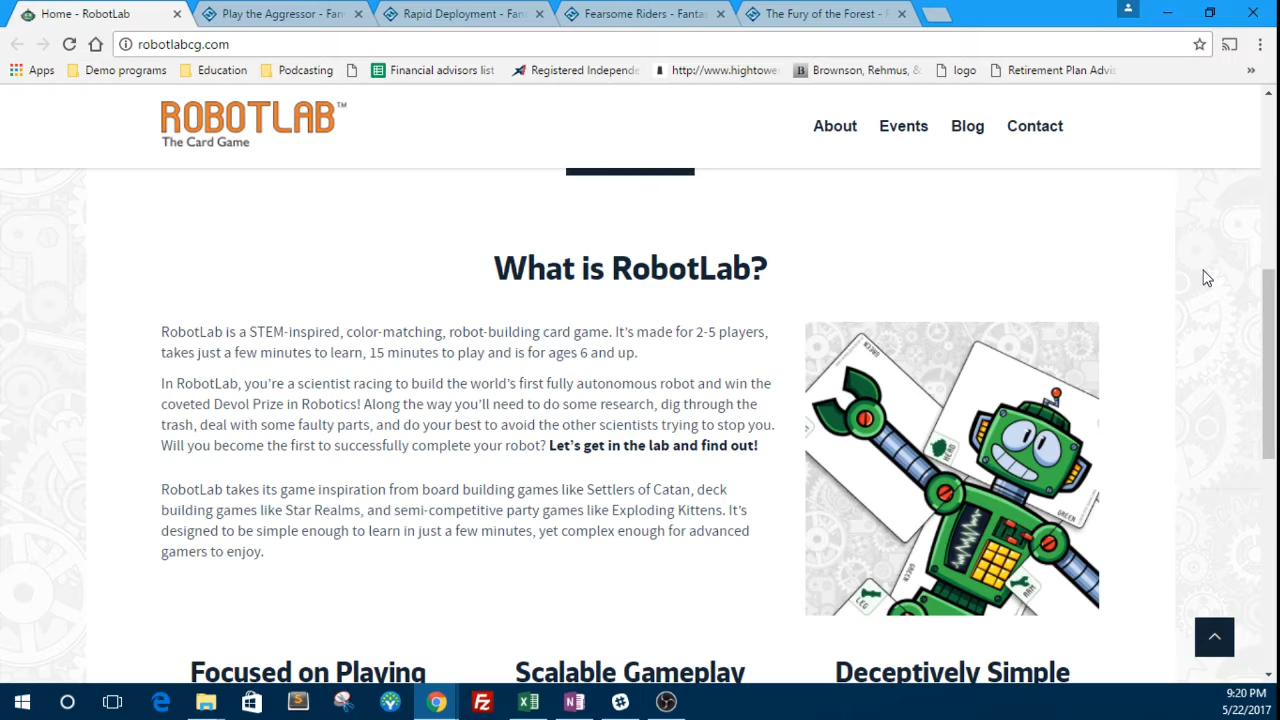 Home - RobotLab
Play the Aggressor - Fan
Rapid Deployment - Fan
Fearsome Riders - Fanta
The Fury of the Forest - F
robotlabcg.com
Apps
Demo programs
Education
Podcasting
Financial advisors list
Registered Independe
http://www.hightowe
Brownson, Rehmus, &
logo
Retirement Plan Advis
»
ROBOTLAB™
The Card Game
About
Events
Blog
Contact
What is RobotLab?
RobotLab is a STEM-inspired, color-matching, robot-building card game. It's made for 2-5 players,
takes just a few minutes to learn, 15 minutes to play and is for ages 6 and up.
In RobotLab, you're a scientist racing to build the world's first fully autonomous robot and win the
coveted Devol Prize in Robotics Along the way you'll need to do some research, dig through the
trash, deal with some faulty parts, and do your best to avoid the other scientists trying to stop you.
Will you become the first to successfully complete your robot? Let's get in the lab and find out!
RobotLab takes its game inspiration from board building games like Settlers of Catan, deck
building games like Star Realms, and semi-competitive party games like Exploding Kittens. It's
designed to be simple enough to learn in just a few minutes, yet complex enough for advanced
gamers to enjoy.
GREEN
HEAD
GREEN
GREEN
ARM
LEG
Focused on Playing
Scalable Gameplay
Deceptively Simple
9:20 PM
5/22/2017